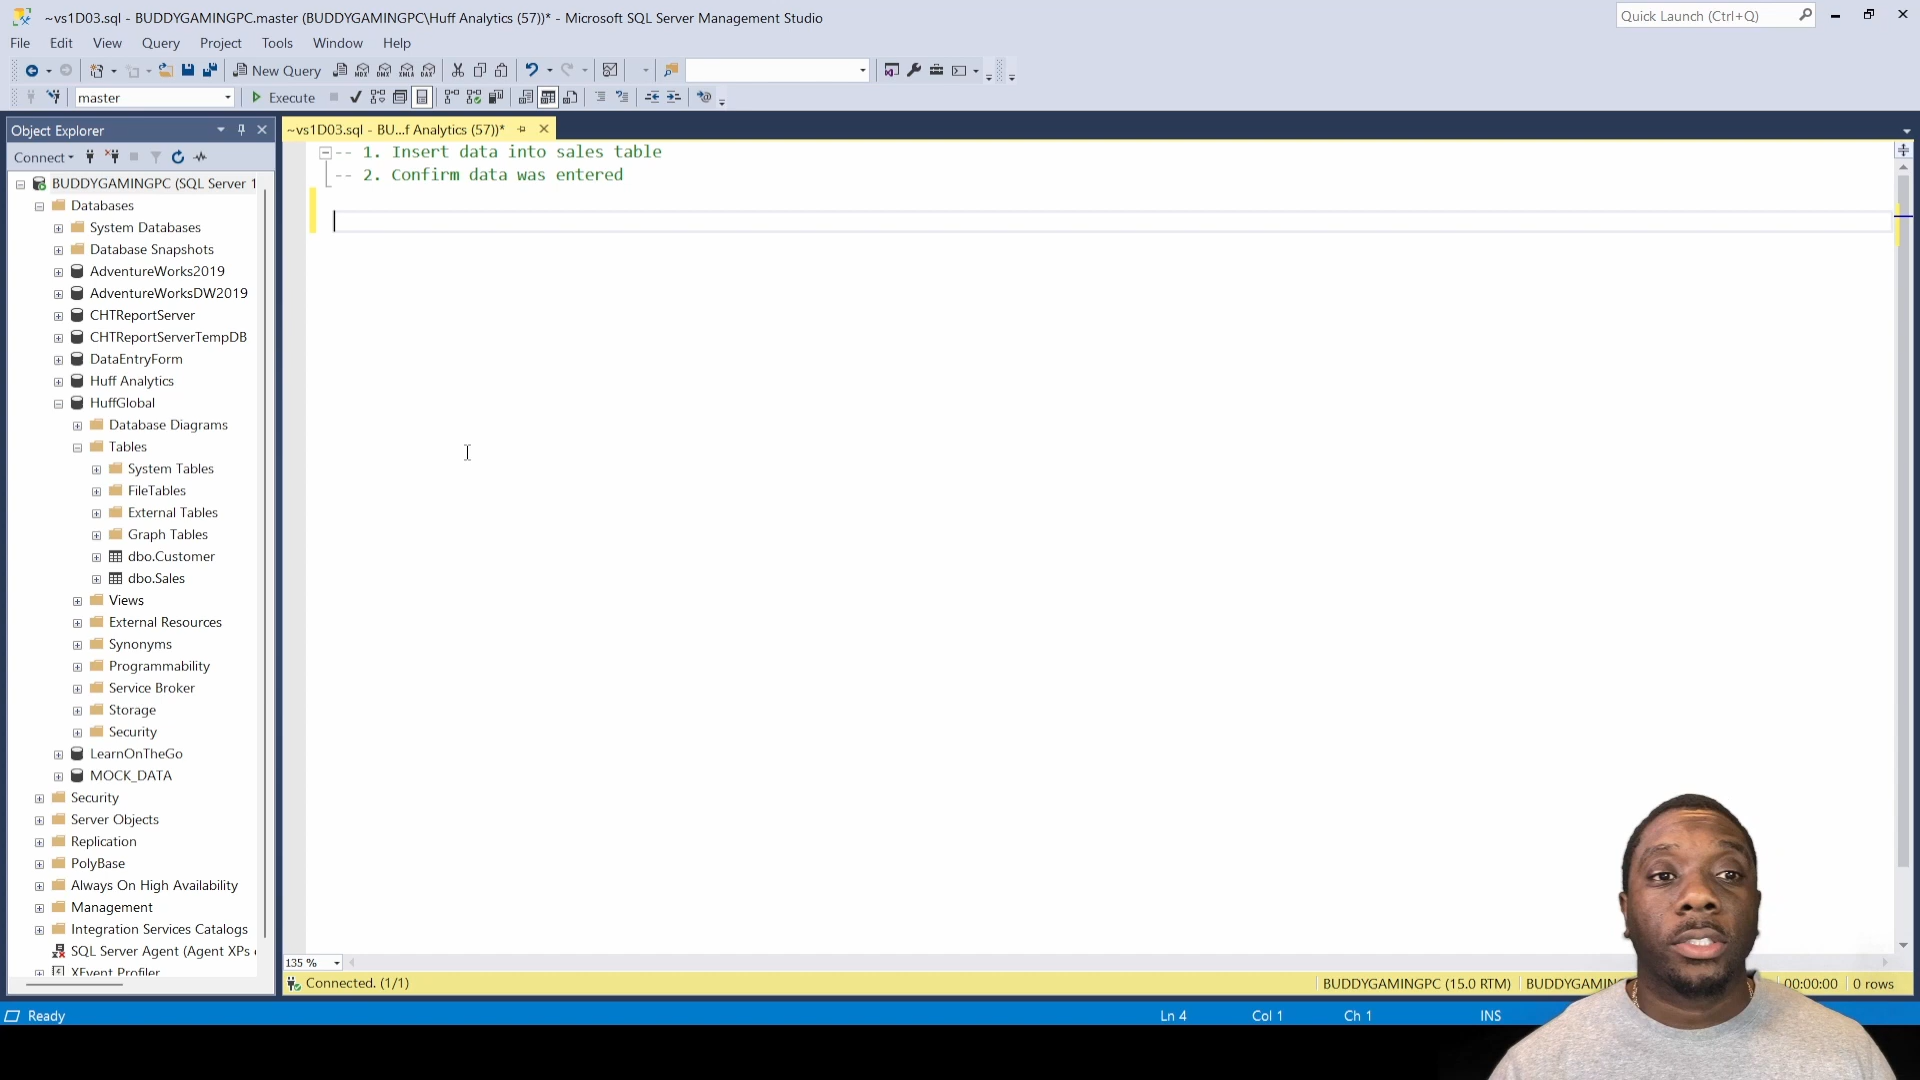 ~vs1D03.sql - BUDDYGAMINGPC.master (BUDDYGAMINGPC\Huff Analytics (57))* - Microsoft SQL Server Management Studio
Quick Launch (Ctrl+Q)
File Edit View Query Project Tools Window Help
New Query
MDX DMX XMLA DAX
master
Execute
Object Explorer
~vs1D03.sql - BU...f Analytics (57))*
Connect
-- 1. Insert data into sales table
-- 2. Confirm data was entered
BUDDYGAMINGPC (SQL Server 1
Databases
System Databases
Database Snapshots
AdventureWorks2019
AdventureWorksDW2019
CHTReportServer
CHTReportServerTempDB
DataEntryForm
Huff Analytics
HuffGlobal
Database Diagrams
Tables
System Tables
FileTables
External Tables
Graph Tables
dbo.Customer
dbo.Sales
Views
External Resources
Synonyms
Programmability
Service Broker
Storage
Security
LearnOnTheGo
MOCK_DATA
Security
Server Objects
Replication
PolyBase
Always On High Availability
Management
Integration Services Catalogs
SQL Server Agent (Agent XPs
XEvent Profiler
135 %
Connected. (1/1)
BUDDYGAMINGPC (15.0 RTM)
BUDDYGAMING
00:00:00
0 rows
Ready
Ln 4
Col 1
Ch 1
INS